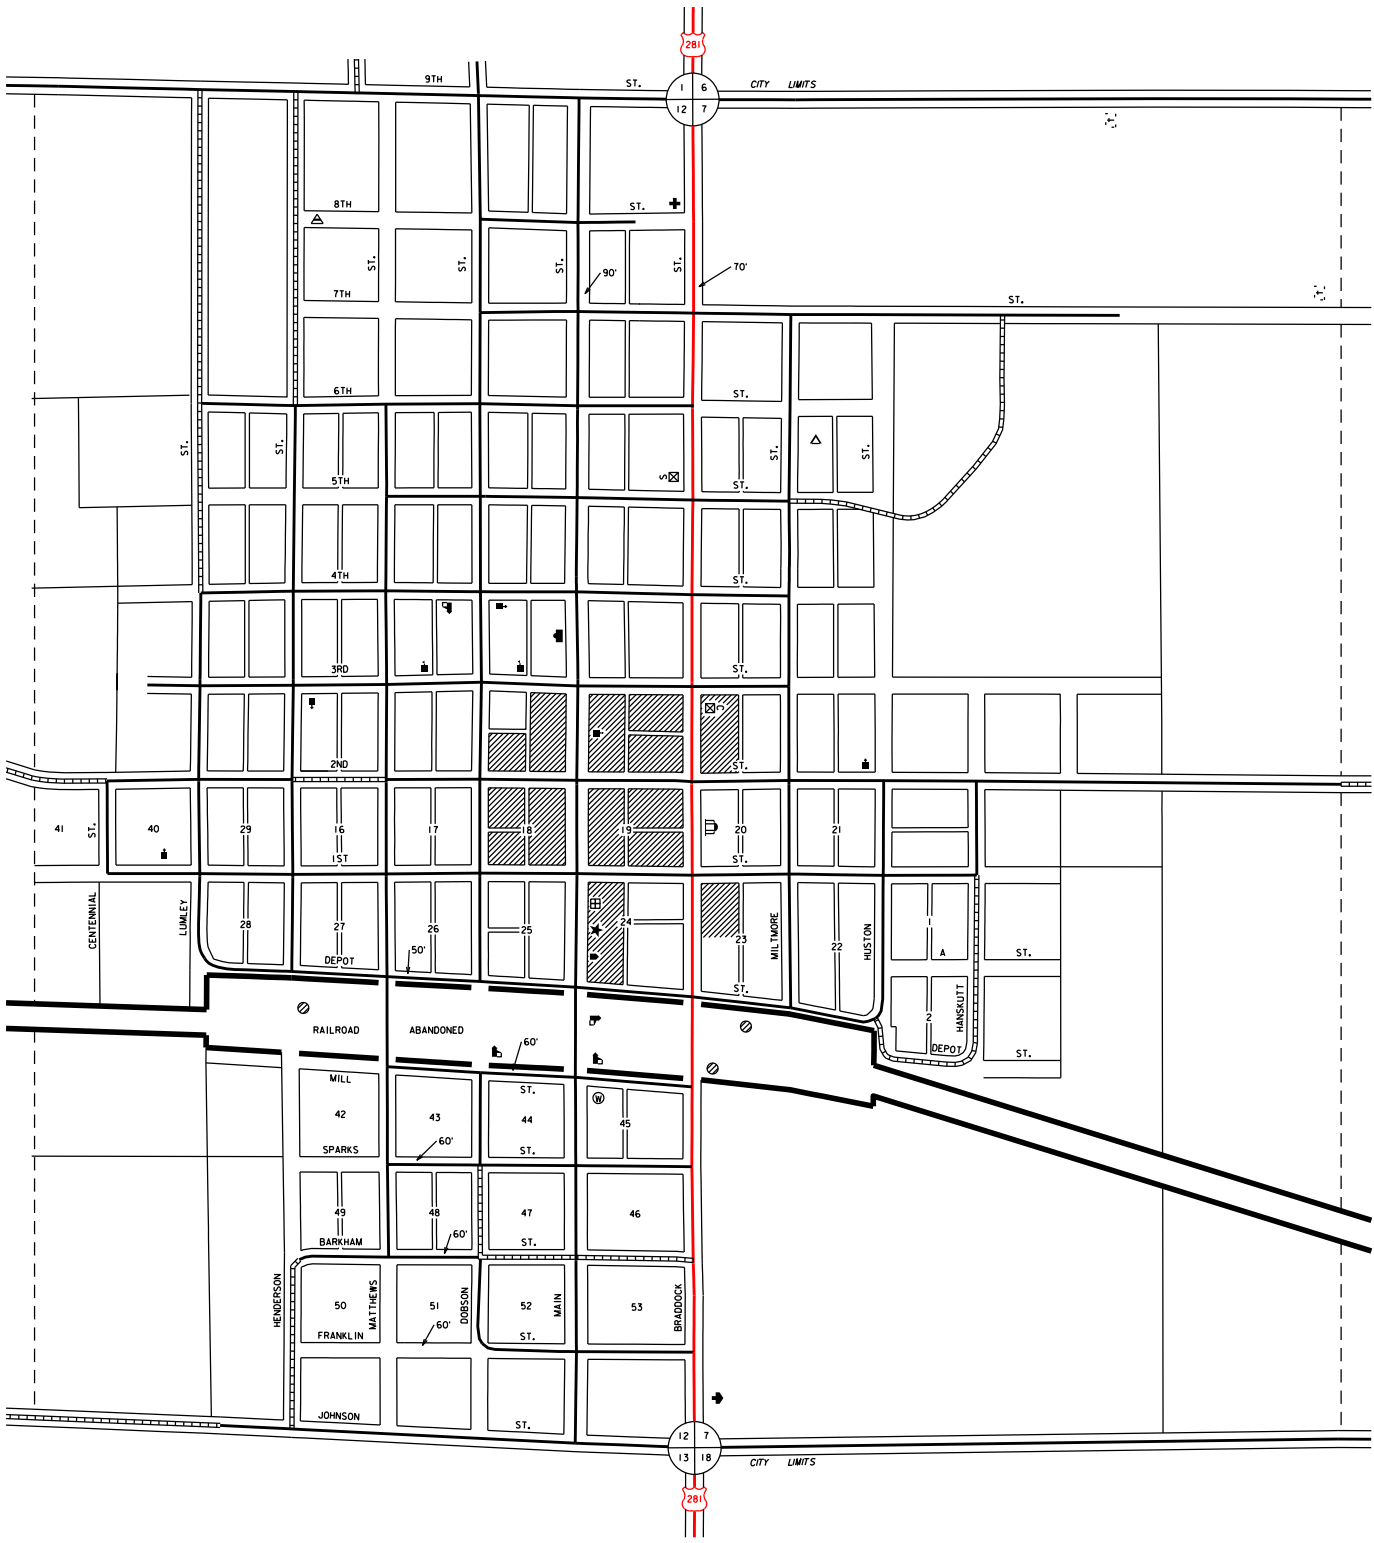 281
9TH ST. CITY LIMITS
1 6
12 7
8TH ST.
ST. ST. ST. ST.
90' 70'
7TH ST.
6TH ST.
ST. ST. ST. ST.
S
5TH ST.
4TH ST.
3RD ST.
C
2ND ST.
41 ST. 40 29 16 17 18 19 20 21
1ST ST.
CENTENNIAL LUMLEY 28 27 26 25 24 23 MILTMORE 22 HUSTON 1 A ST.
50'
DEPOT ST.
HANSKUTT 2
RAILROAD ABANDONED
60'
DEPOT ST.
MILL ST.
W
42 43 44 45
60'
SPARKS ST.
49 48 47 46
60'
BARKHAM ST.
HENDERSON MATTHEWS DOBSON MAIN BRADDOCK
50 51 52 53
60'
FRANKLIN ST.
JOHNSON ST.
12 7
13 18
CITY LIMITS
281